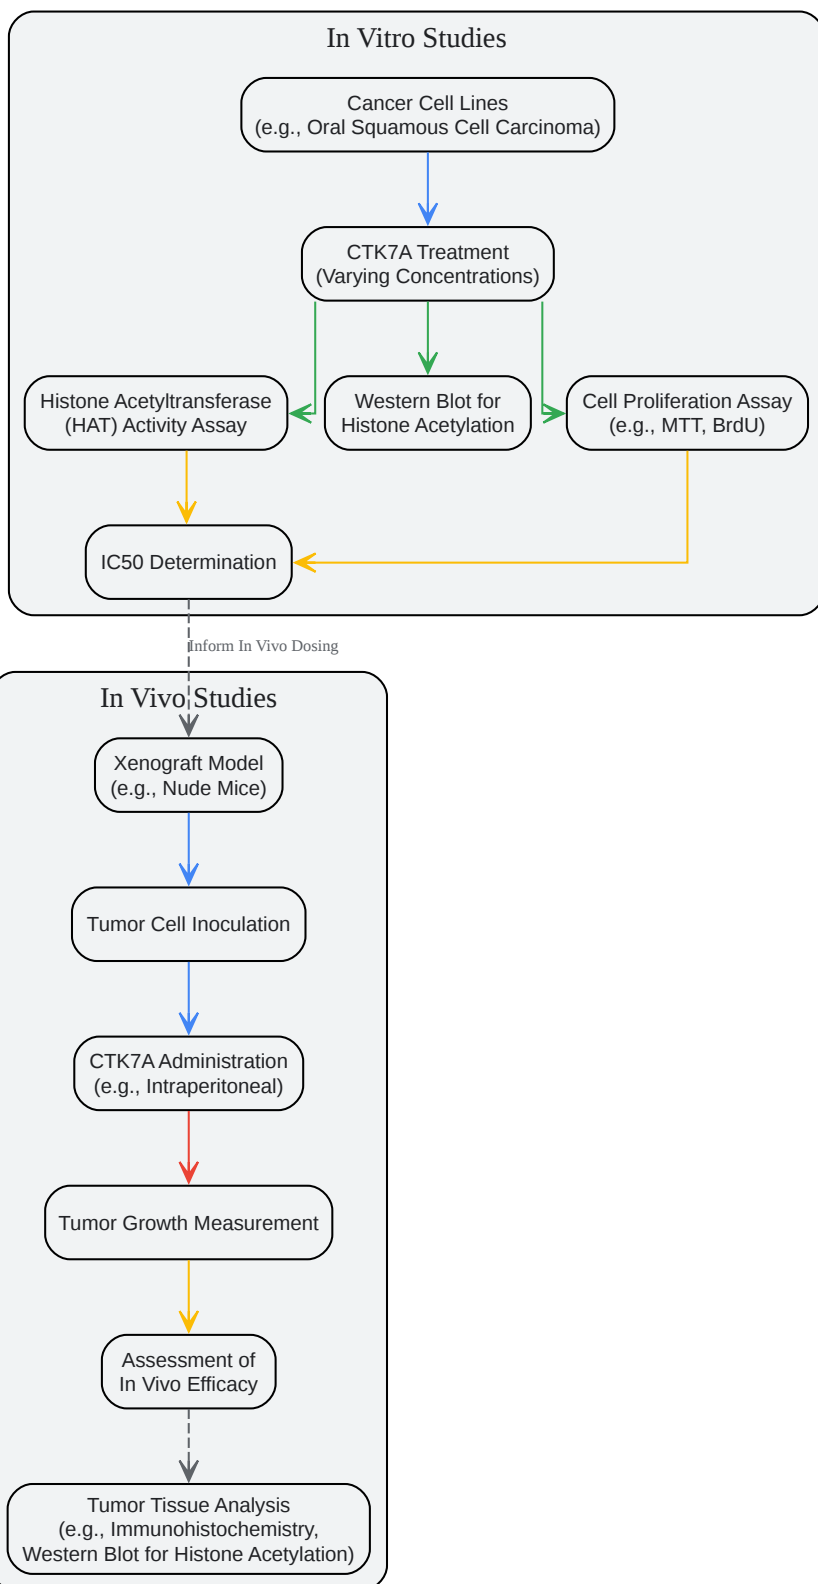 In Vitro Studies
Cancer Cell Lines
(e.g., Oral Squamous Cell Carcinoma)
CTK7A Treatment
(Varying Concentrations)
Histone Acetyltransferase
(HAT) Activity Assay
Western Blot for
Histone Acetylation
Cell Proliferation Assay
(e.g., MTT, BrdU)
IC50 Determination
Inform In Vivo Dosing
In Vivo Studies
Xenograft Model
(e.g., Nude Mice)
Tumor Cell Inoculation
CTK7A Administration
(e.g., Intraperitoneal)
Tumor Growth Measurement
Assessment of
In Vivo Efficacy
Tumor Tissue Analysis
(e.g., Immunohistochemistry,
Western Blot for Histone Acetylation)